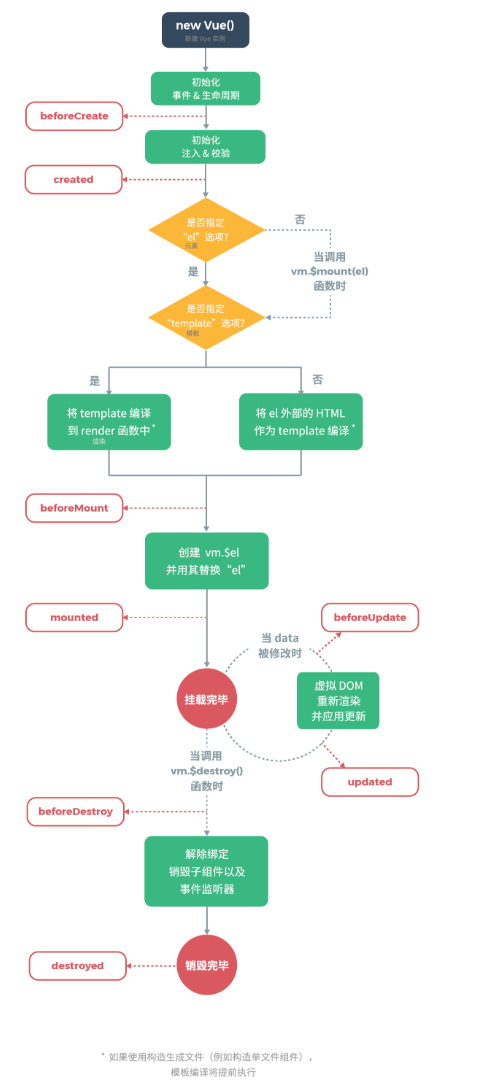 new Vue()
新建 Vue 实例
初始化
事件 & 生命周期
beforeCreate
初始化
注入 & 校验
created
是否指定
“el”选项?
元素
否
当调用
vm.$mount(el)
函数时
是
是否指定
“template”选项?
模板
是
否
将 template 编译
到 render 函数中*
渲染
将 el 外部的 HTML
作为 template 编译*
beforeMount
创建 vm.$el
并用其替换“el”
mounted
当 data
被修改时
beforeUpdate
挂载完毕
虚拟 DOM
重新渲染
并应用更新
updated
当调用
vm.$destroy()
函数时
beforeDestroy
解除绑定
销毁子组件以及
事件监听器
destroyed
销毁完毕
* 如果使用构造生成文件（例如构造单文件组件），
模板编译将提前执行